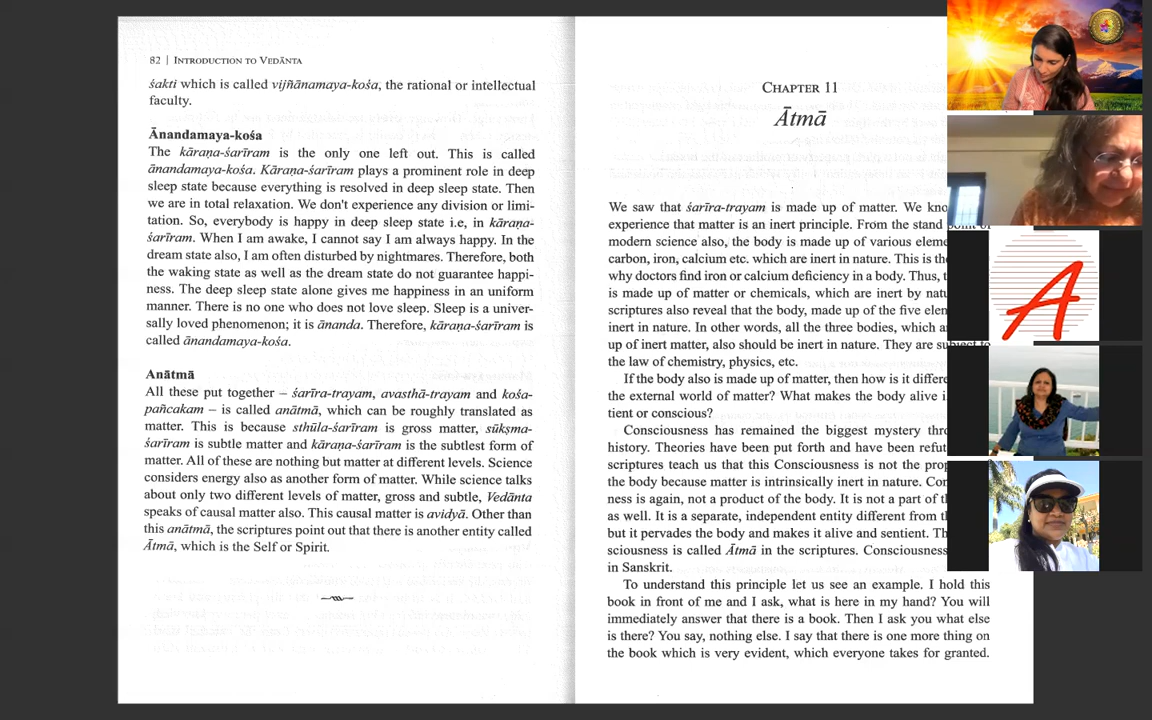 82 | INTRODUCTION TO VEDĀNTA
śakti which is called vijñānamaya-kośa, the rational or intellectual
faculty.
Ānandamaya-kośa
The kāraṇa-śarīram is the only one left out. This is called
ānandamaya-kośa. Kāraṇa-śarīram plays a prominent role in deep
sleep state because everything is resolved in deep sleep state. Then
we are in total relaxation. We don't experience any division or limi-
tation. So, everybody is happy in deep sleep state i.e, in kāraṇa-
śarīram. When I am awake, I cannot say I am always happy. In the
dream state also, I am often disturbed by nightmares. Therefore, both
the waking state as well as the dream state do not guarantee happi-
ness. The deep sleep state alone gives me happiness in an uniform
manner. There is no one who does not love sleep. Sleep is a univer-
sally loved phenomenon; it is ānanda. Therefore, kāraṇa-śarīram is
called ānandamaya-kośa.
Anātmā
All these put together – śarīra-trayam, avasthā-trayam and kośa-
pañcakam – is called anātmā, which can be roughly translated as
matter. This is because sthūla-śarīram is gross matter, sūkṣma-
śarīram is subtle matter and kāraṇa-śarīram is the subtlest form of
matter. All of these are nothing but matter at different levels. Science
considers energy also as another form of matter. While science talks
about only two different levels of matter, gross and subtle, Vedānta
speaks of causal matter also. This causal matter is avidyā. Other than
this anātmā, the scriptures point out that there is another entity called
Ātmā, which is the Self or Spirit.
CHAPTER 11
Ātmā
We saw that śarīra-trayam is made up of matter. We
experience that matter is an inert principle. From the stand point of
modern science also, the body is made up of various
carbon, iron, calcium etc. which are inert in nature. This is
why doctors find iron or calcium deficiency in a body. Thus,
is made up of matter or chemicals, which are inert by
scriptures also reveal that the body, made up of the five
inert in nature. In other words, all the three bodies, which
up of inert matter, also should be inert in nature. They are subject to
the law of chemistry, physics, etc.
If the body also is made up of matter, then how is it
the external world of matter? What makes the body alive
tient or conscious?
Consciousness has remained the biggest mystery
history. Theories have been put forth and have been
scriptures teach us that this Consciousness is not the
the body because matter is intrinsically inert in nature.
ness is again, not a product of the body. It is not a part of
as well. It is a separate, independent entity different from
but it pervades the body and makes it alive and sentient.
sciousness is called Ātmā in the scriptures. Consciousness
in Sanskrit.
To understand this principle let us see an example. I hold this
book in front of me and I ask, what is here in my hand? You will
immediately answer that there is a book. Then I ask you what else
is there? You say, nothing else. I say that there is one more thing on
the book which is very evident, which everyone takes for granted.
A